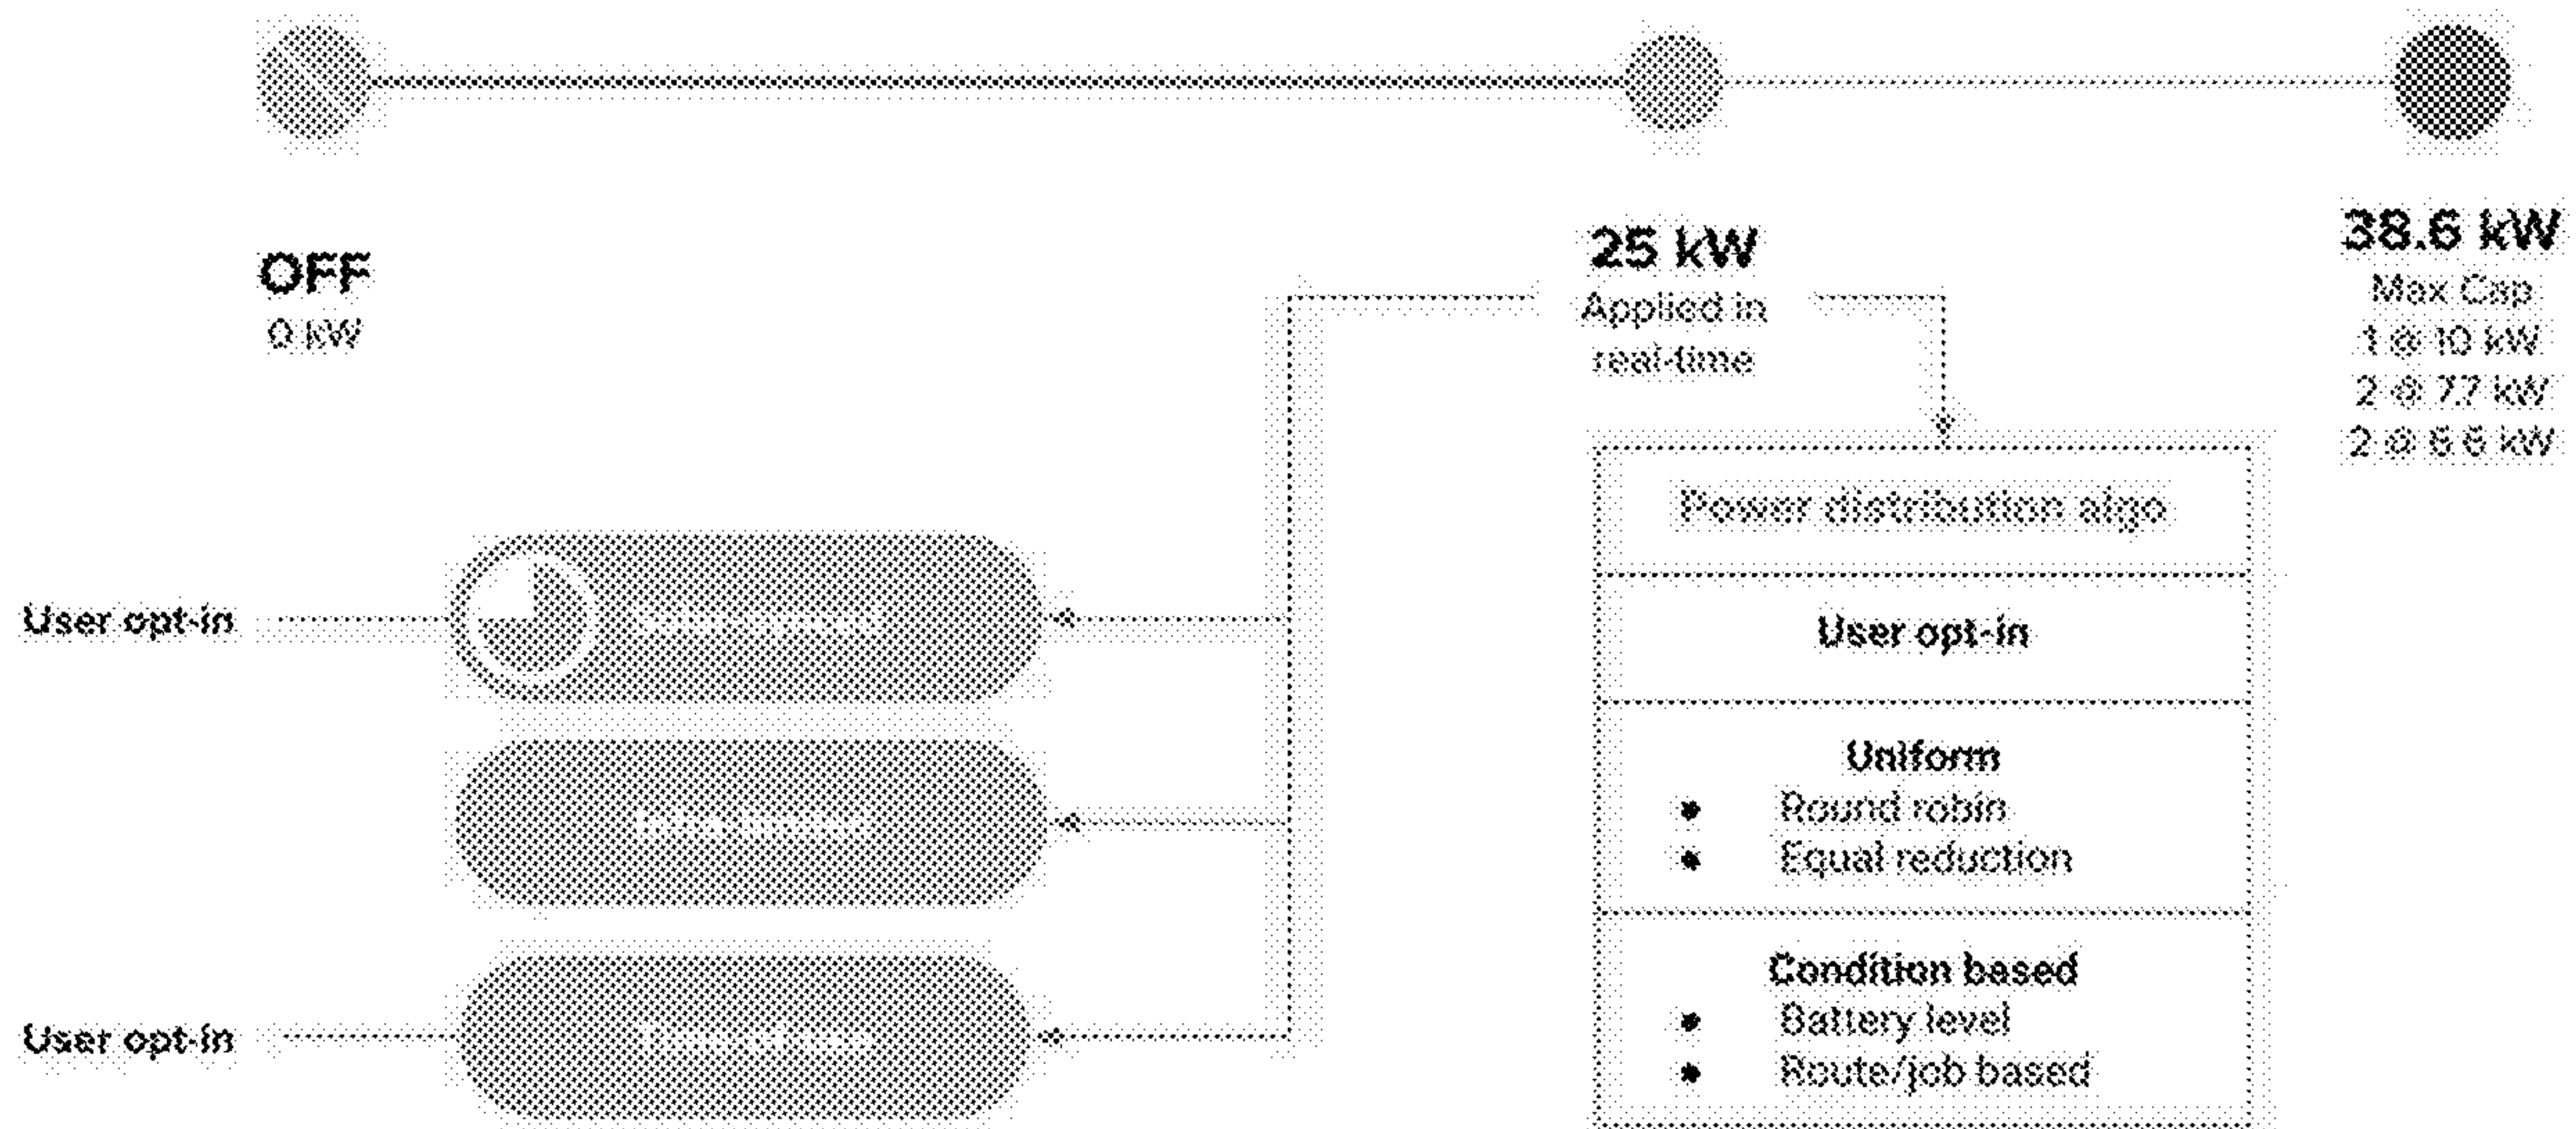 OFF
0 kW
25 kW
Applied in
real-time
38.6 kW
Max Cap
1 @ 10 kW
2 @ 7.7 kW
2 @ 6.6 kW
User opt-in
User opt-in
Power distribution algo
User opt-in
Uniform
• Round robin
• Equal reduction
Condition based
• Battery level
• Route/job based